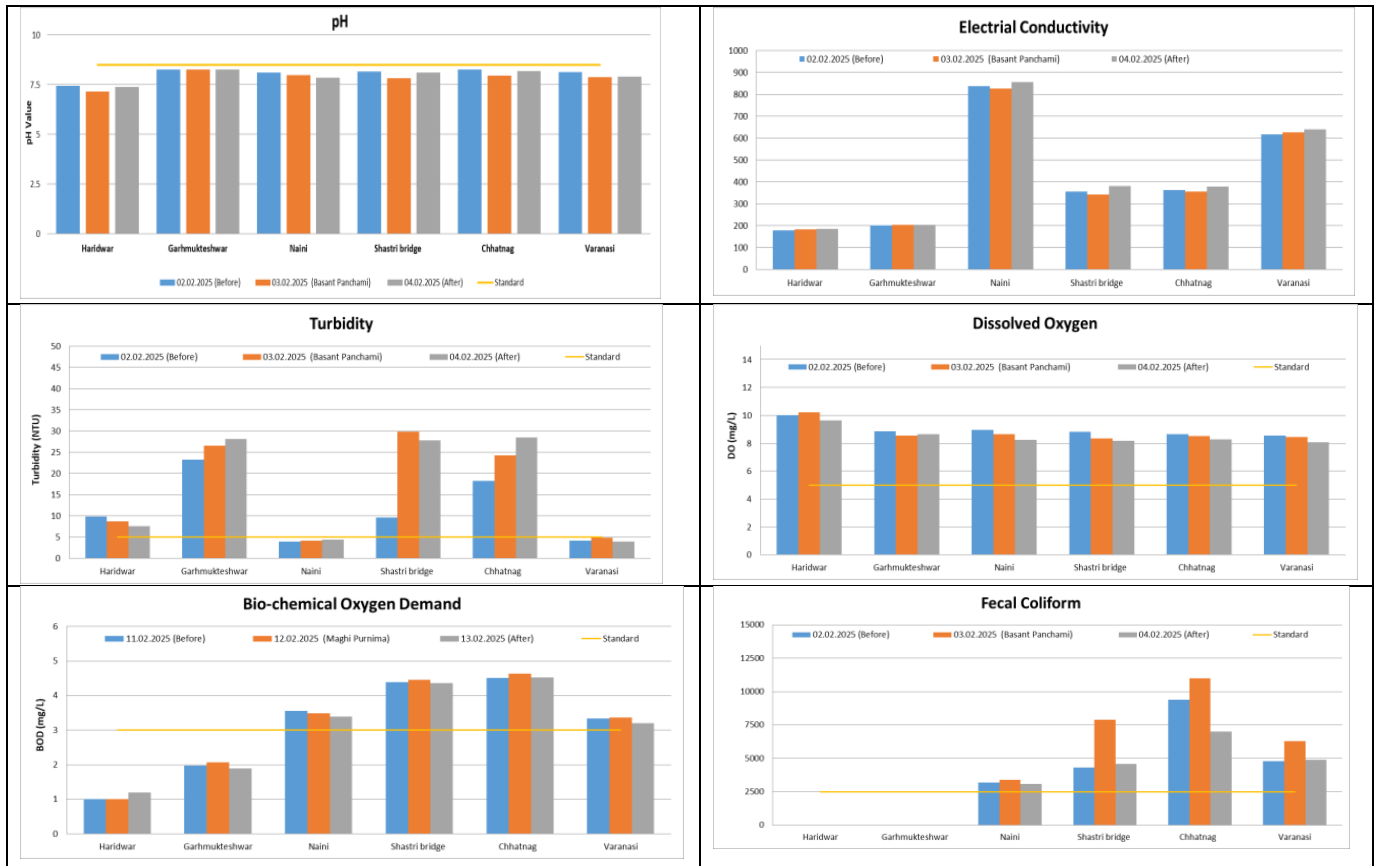 pH
10
7.5
5
2.5
0
pH Value
Haridwar Garhmukteshwar Naini Shastri bridge Chhatnag Varanasi
02.02.2025 (Before) 03.02.2025 (Basant Panchami) 04.02.2025 (After) Standard
Electrial Conductivity
02.02.2025 (Before) 03.02.2025 (Basant Panchami) 04.02.2025 (After)
1000
900
800
700
600
500
400
300
200
100
0
Haridwar Garhmukteshwar Naini Shastri bridge Chhatnag Varanasi
Turbidity
02.02.2025 (Before) 03.02.2025 (Basant Panchami) 04.02.2025 (After) Standard
50
45
40
35
30
25
20
15
10
5
0
Turbidity (NTU)
Haridwar Garhmukteshwar Naini Shastri bridge Chhatnag Varanasi
Dissolved Oxygen
02.02.2025 (Before) 03.02.2025 (Basant Panchami) 04.02.2025 (After) Standard
14
12
10
8
6
4
2
0
DO (mg/L)
Haridwar Garhmukteshwar Naini Shastri bridge Chhatnag Varanasi
Bio-chemical Oxygen Demand
11.02.2025 (Before) 12.02.2025 (Maghi Purnima) 13.02.2025 (After) Standard
6
5
4
3
2
1
0
BOD (mg/L)
Haridwar Garhmukteshwar Naini Shastri bridge Chhatnag Varanasi
Fecal Coliform
02.02.2025 (Before) 03.02.2025 (Basant Panchami) 04.02.2025 (After) Standard
15000
12500
10000
7500
5000
2500
0
Haridwar Garhmukteshwar Naini Shastri bridge Chhatnag Varanasi